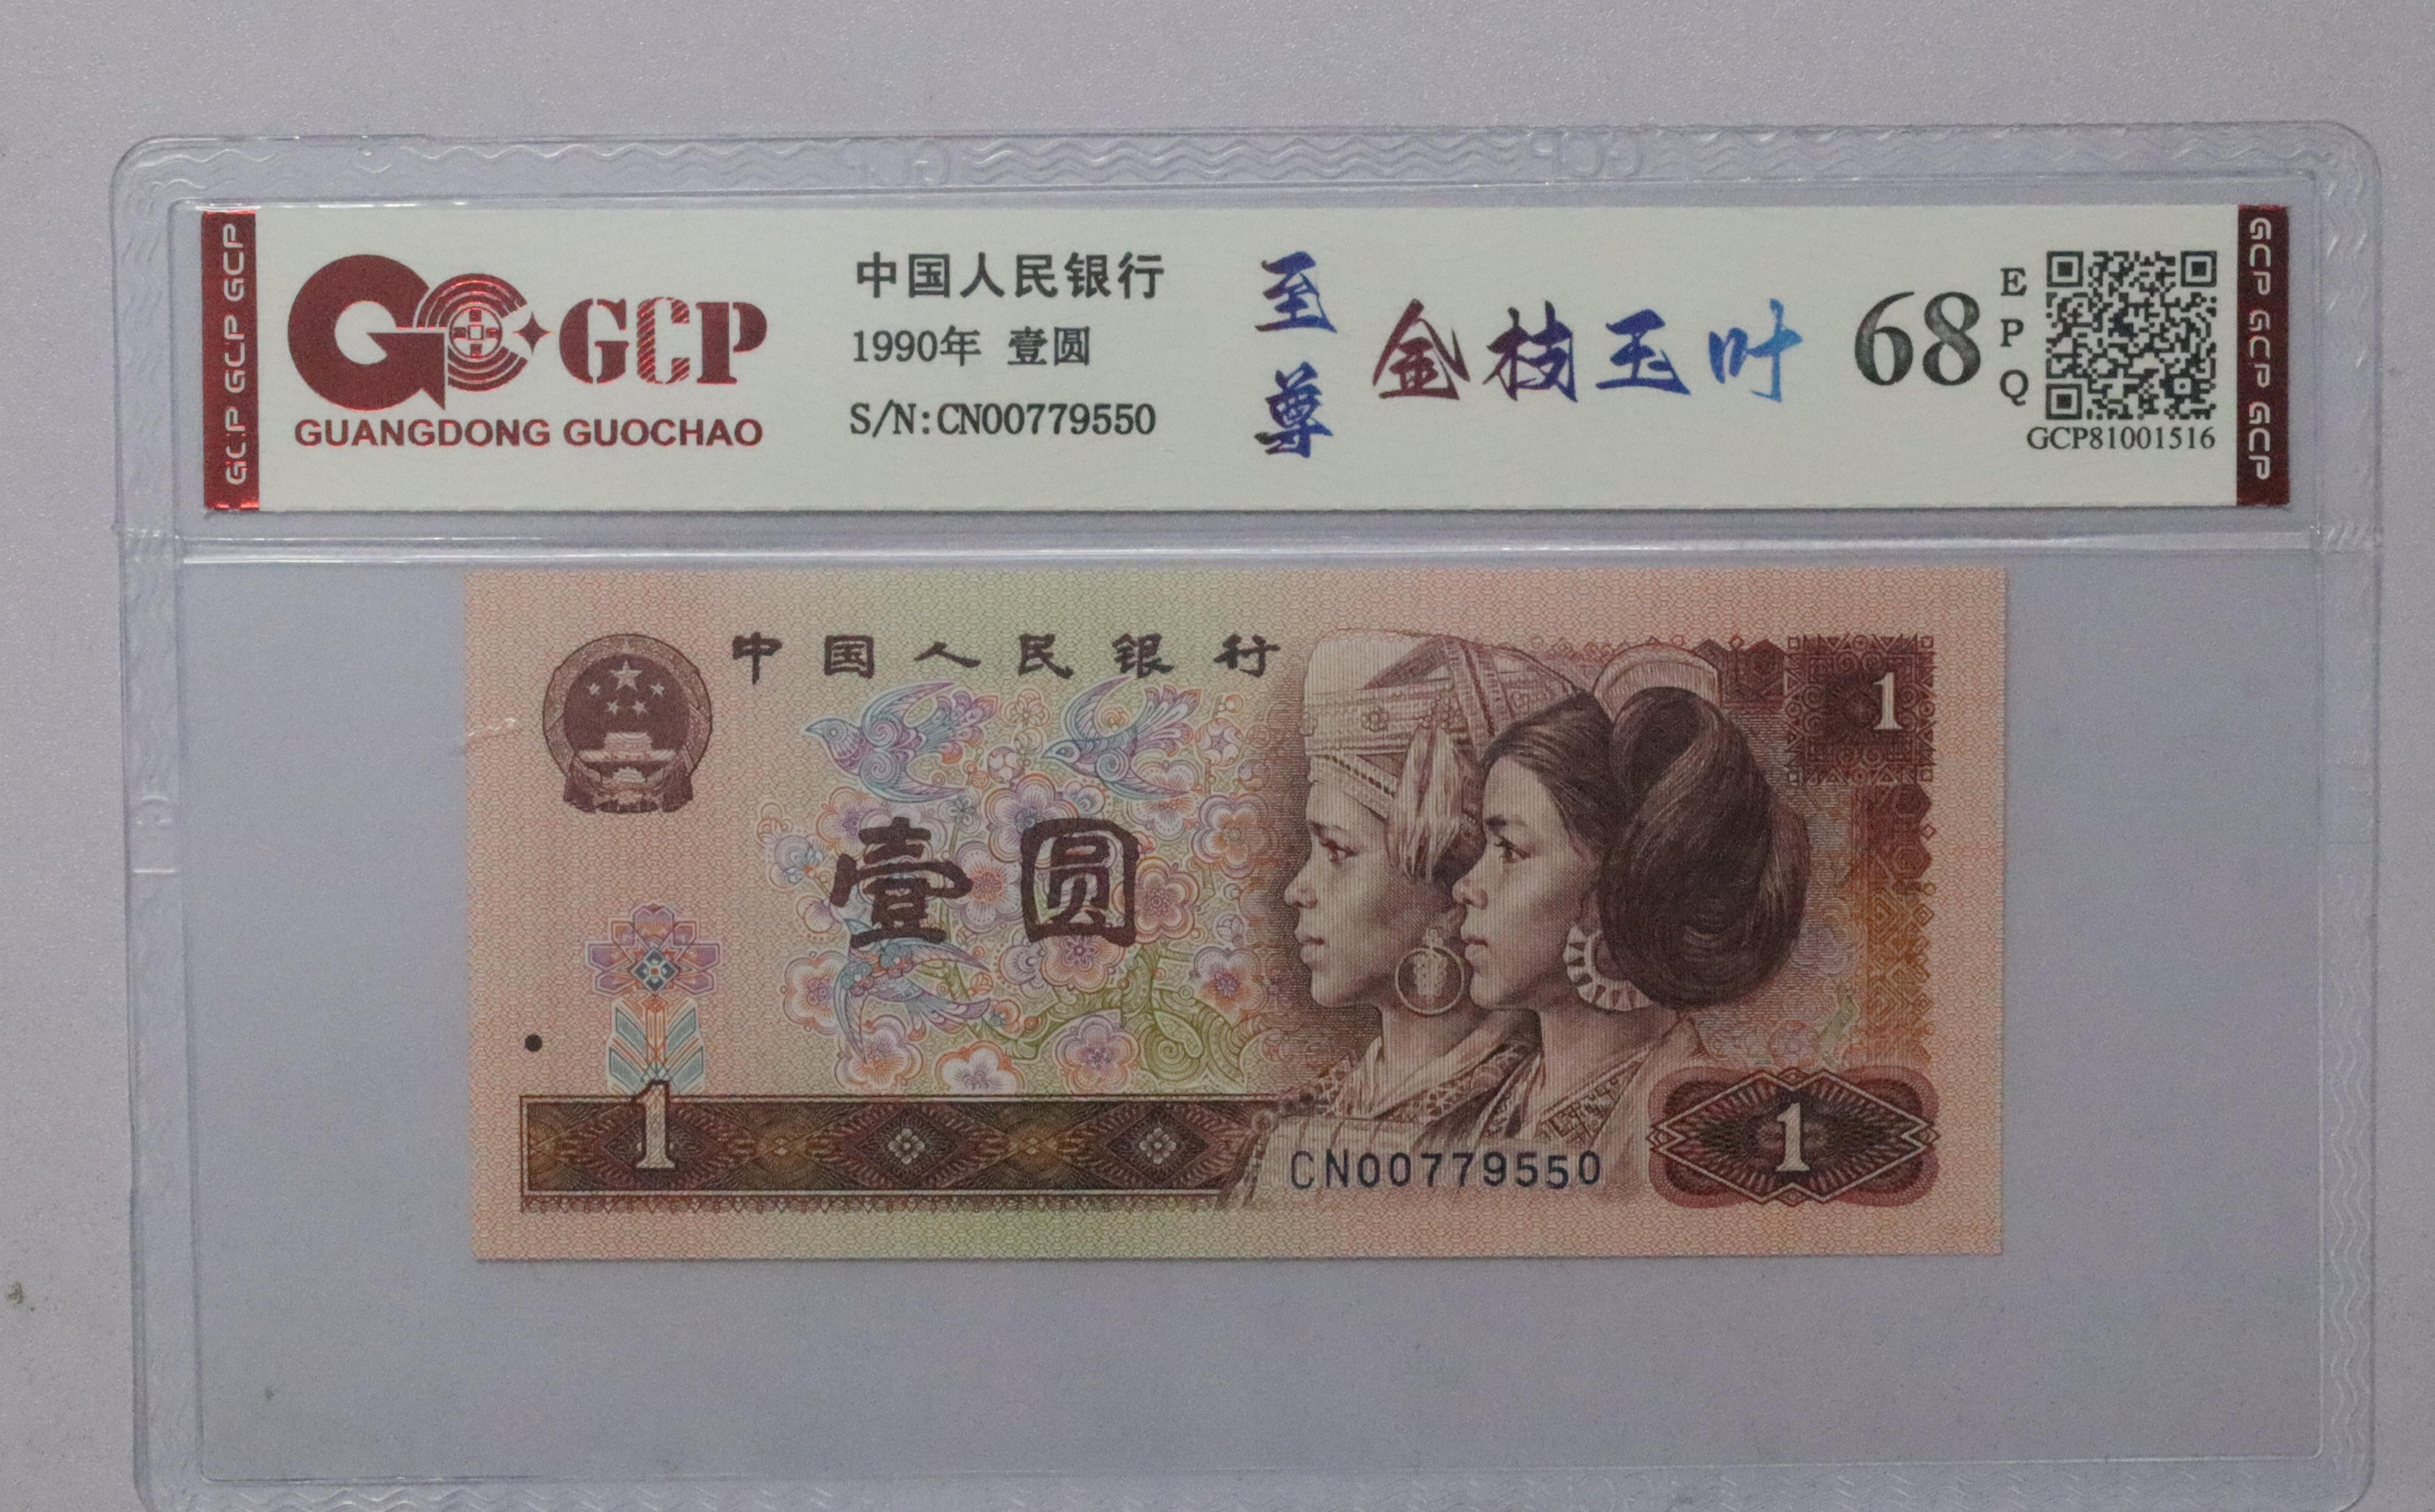 GCP GCP GCP
GCP
GUANGDONG GUOCHAO
中国人民银行
1990年 壹圆
S/N:CN00779550
至尊
金枝玉叶
68
EPQ
GCP81001516
GCP GCP GCP
中国人民银行
1
壹圆
1
CN00779550
1